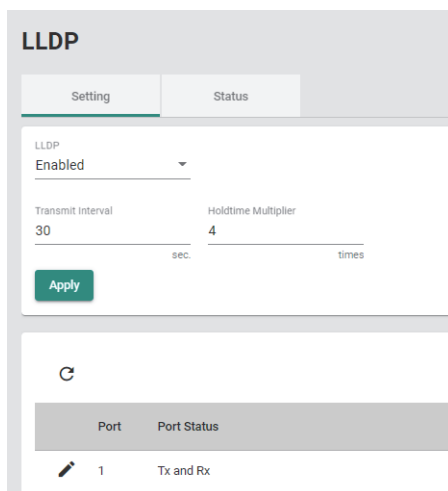 LLDP
Setting Status
LLDP
Enabled
Transmit Interval Holdtime Multiplier
30 4
sec. times
Apply
Port Port Status
1 Tx and Rx